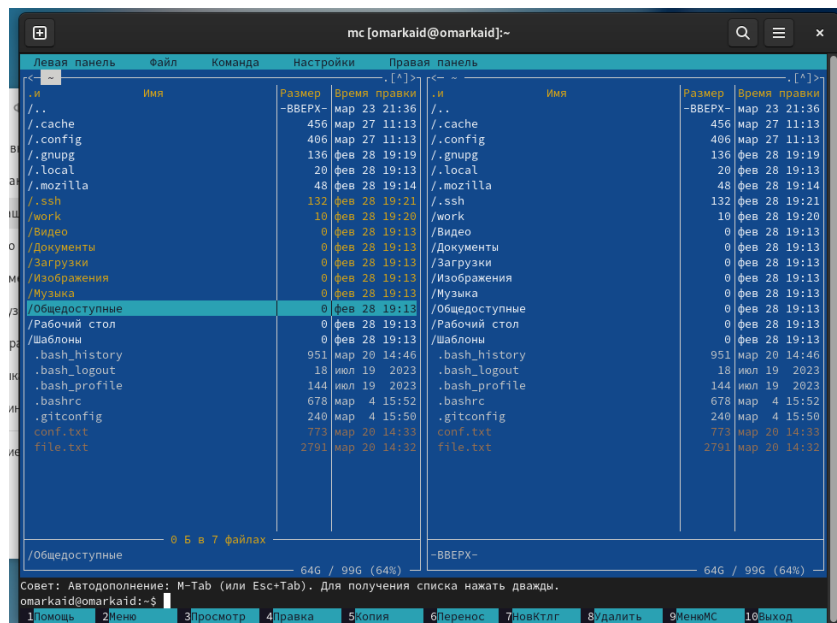 mc [omarkaid@omarkaid]:~
Левая панель Файл Команда Настройки Правая панель
<— ~ .[^]> <— ~ .[^]>
.и Имя Размер Время правки .и Имя Размер Время правки
/.. -ВВЕРХ- мар 23 21:36 /.. -ВВЕРХ- мар 23 21:36
/.cache 456 мар 27 11:13 /.cache 456 мар 27 11:13
/.config 406 мар 27 11:13 /.config 406 мар 27 11:13
/.gnupg 136 фев 28 19:19 /.gnupg 136 фев 28 19:19
/.local 20 фев 28 19:13 /.local 20 фев 28 19:13
/.mozilla 48 фев 28 19:14 /.mozilla 48 фев 28 19:14
/.ssh 132 фев 28 19:21 /.ssh 132 фев 28 19:21
/work 10 фев 28 19:20 /work 10 фев 28 19:20
/Видео 0 фев 28 19:13 /Видео 0 фев 28 19:13
/Документы 0 фев 28 19:13 /Документы 0 фев 28 19:13
/Загрузки 0 фев 28 19:13 /Загрузки 0 фев 28 19:13
/Изображения 0 фев 28 19:13 /Изображения 0 фев 28 19:13
/Музыка 0 фев 28 19:13 /Музыка 0 фев 28 19:13
/Общедоступные 0 фев 28 19:13 /Общедоступные 0 фев 28 19:13
/Рабочий стол 0 фев 28 19:13 /Рабочий стол 0 фев 28 19:13
/Шаблоны 0 фев 28 19:13 /Шаблоны 0 фев 28 19:13
.bash_history 951 мар 20 14:46 .bash_history 951 мар 20 14:46
.bash_logout 18 июл 19 2023 .bash_logout 18 июл 19 2023
.bash_profile 144 июл 19 2023 .bash_profile 144 июл 19 2023
.bashrc 678 мар 4 15:52 .bashrc 678 мар 4 15:52
.gitconfig 240 мар 4 15:50 .gitconfig 240 мар 4 15:50
conf.txt 773 мар 20 14:33 conf.txt 773 мар 20 14:33
file.txt 2791 мар 20 14:32 file.txt 2791 мар 20 14:32
0 Б в 7 файлах
/Общедоступные -ВВЕРХ-
64G / 99G (64%) 64G / 99G (64%)
Совет: Автодополнение: M-Tab (или Esc+Tab). Для получения списка нажать дважды.
omarkaid@omarkaid:~$
1Помощь 2Меню 3Просмотр 4Правка 5Копия 6Перенос 7НовКтлг 8Удалить 9МенюМС 10Выход